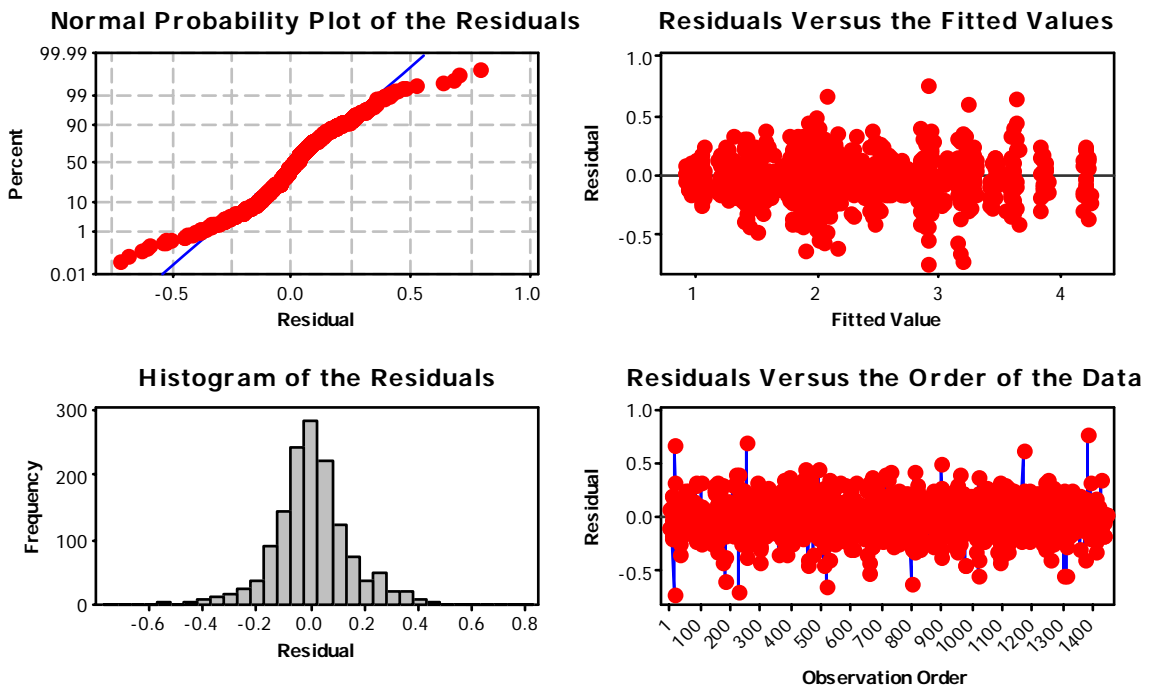 Normal Probability Plot of the Residuals
99.99
99
90
50
10
1
0.01
Percent
-0.5 0.0 0.5 1.0
Residual
Residuals Versus the Fitted Values
1.0
0.5
0.0
-0.5
Residual
1 2 3 4
Fitted Value
Histogram of the Residuals
300
200
100
0
Frequency
-0.6 -0.4 -0.2 0.0 0.2 0.4 0.6 0.8
Residual
Residuals Versus the Order of the Data
1.0
0.5
0.0
-0.5
Residual
1 100 200 300 400 500 600 700 800 900 1000 1100 1200 1300 1400
Observation Order